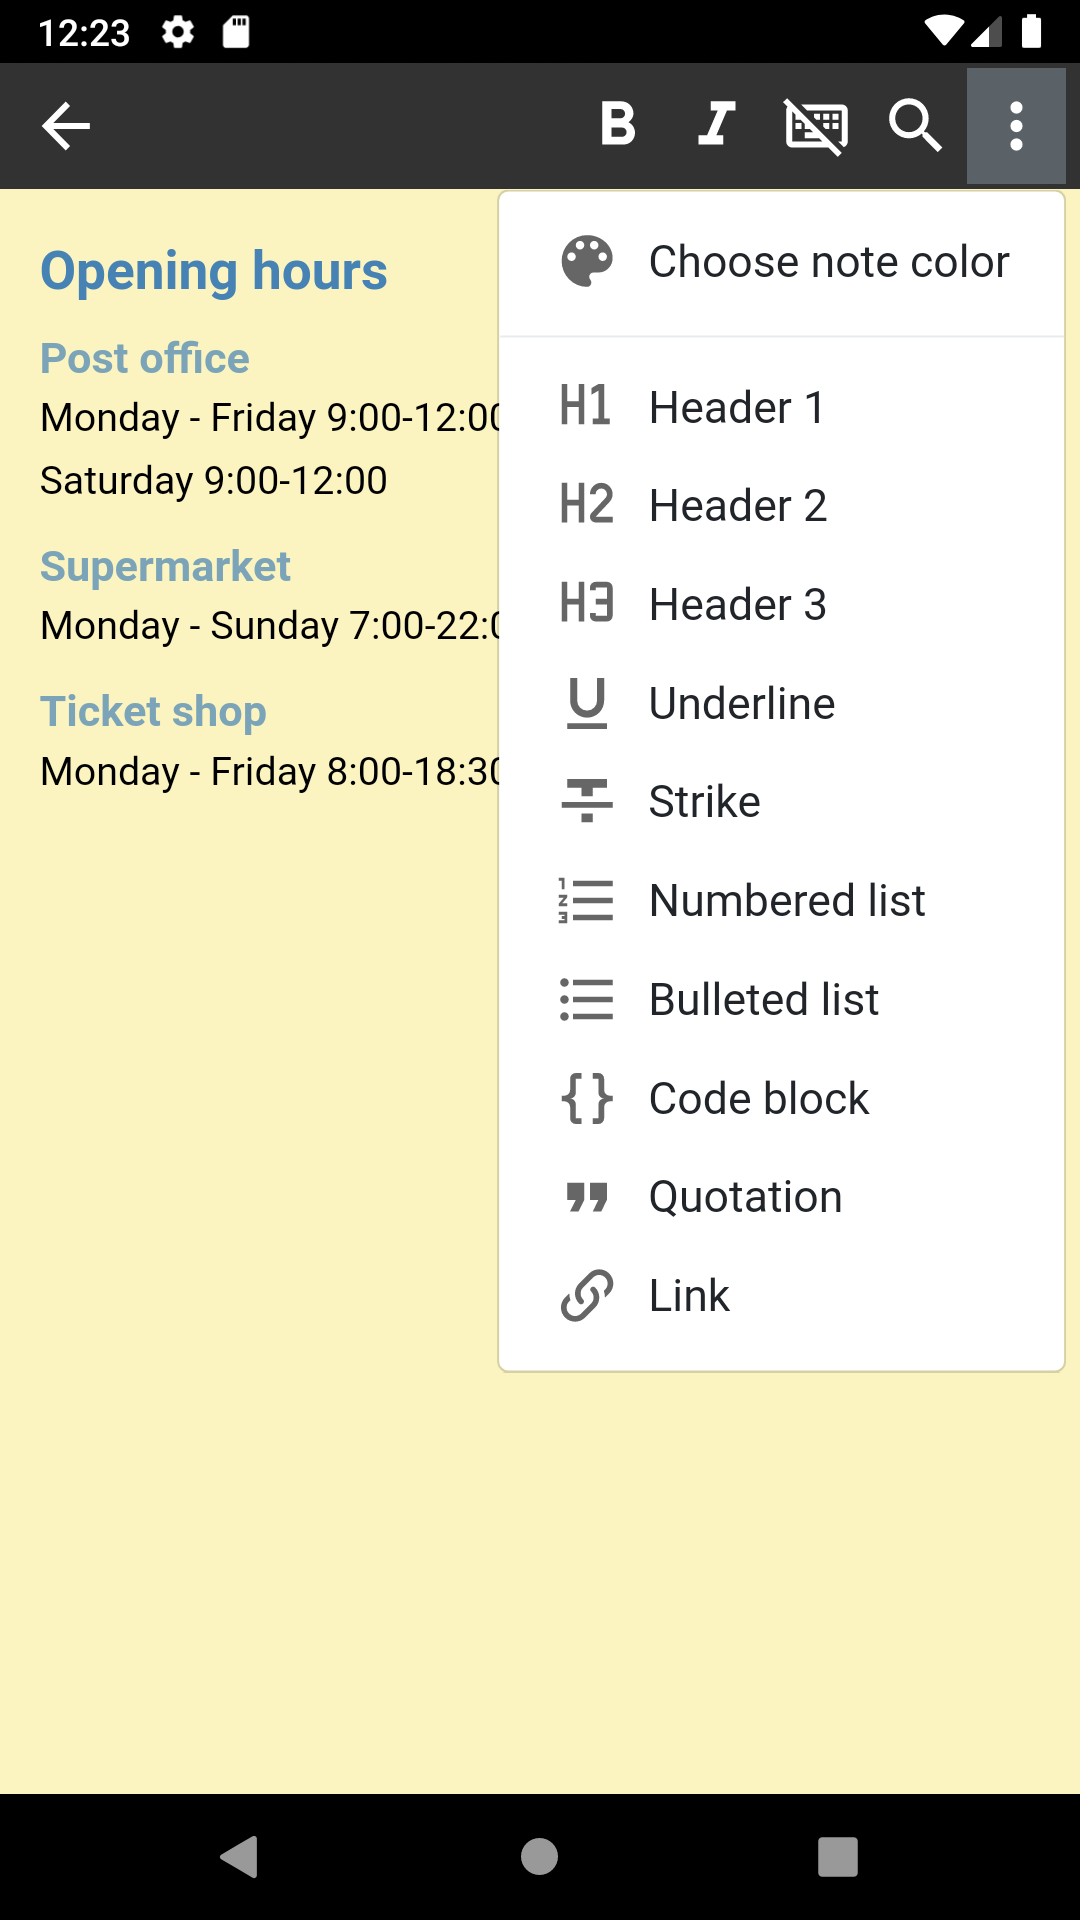 12:23
B I
Opening hours
Post office
Monday - Friday 9:00-12:00
Saturday 9:00-12:00
Supermarket
Monday - Sunday 7:00-22:0
Ticket shop
Monday - Friday 8:00-18:30
Choose note color
H1 Header 1
H2 Header 2
H3 Header 3
U Underline
Strike
Numbered list
Bulleted list
{} Code block
Quotation
Link